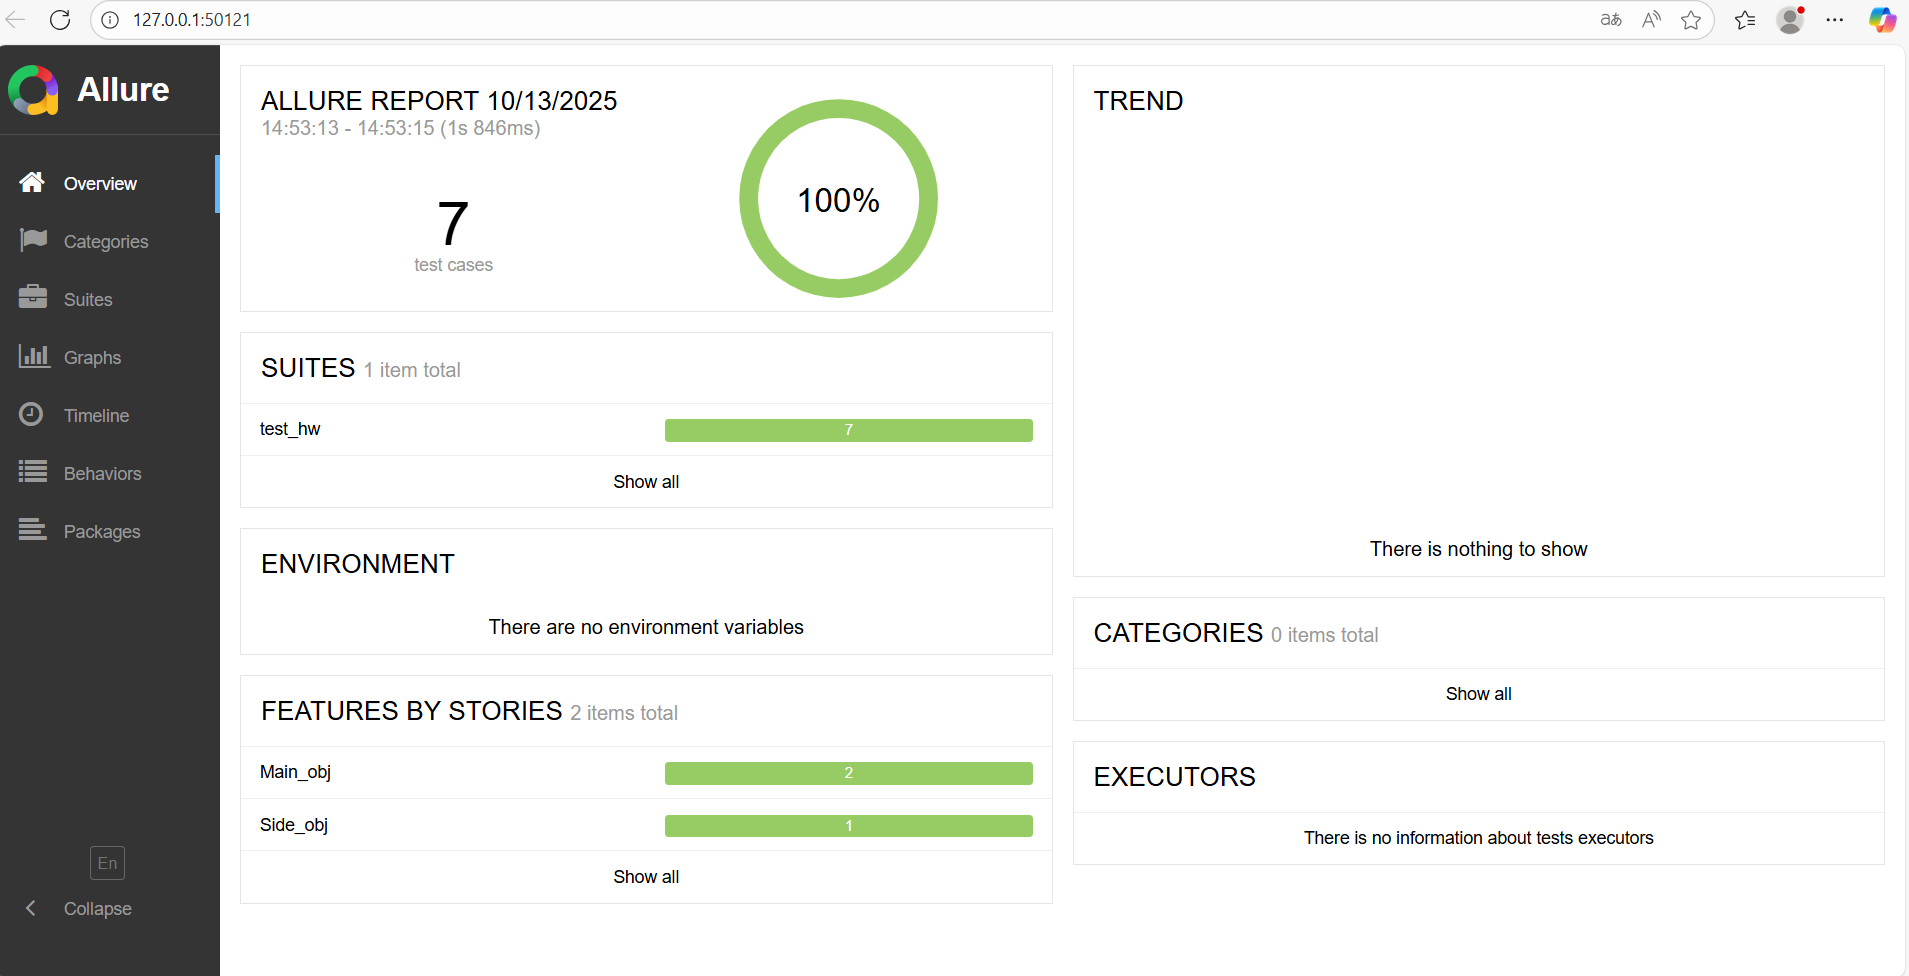 127.0.0.1:50121
Allure
Overview
Categories
Suites
Graphs
Timeline
Behaviors
Packages
En
Collapse
ALLURE REPORT 10/13/2025
14:53:13 - 14:53:15 (1s 846ms)
7
test cases
100%
SUITES 1 item total
test_hw 7
Show all
ENVIRONMENT
There are no environment variables
FEATURES BY STORIES 2 items total
Main_obj 2
Side_obj 1
Show all
TREND
There is nothing to show
CATEGORIES 0 items total
Show all
EXECUTORS
There is no information about tests executors